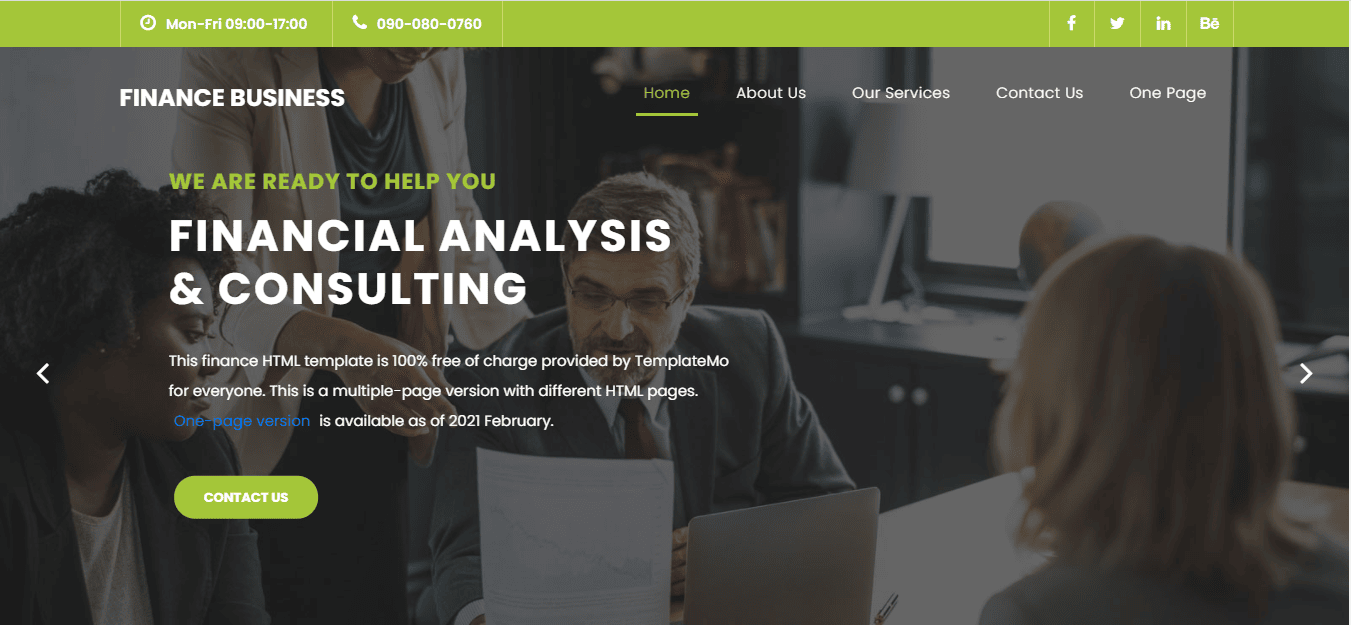 Mon-Fri 09:00-17:00 090-080-0760 Bē
FINANCE BUSINESS Home About Us Our Services Contact Us One Page
WE ARE READY TO HELP YOU
FINANCIAL ANALYSIS
& CONSULTING
This finance HTML template is 100% free of charge provided by TemplateMo
for everyone. This is a multiple-page version with different HTML pages.
One-page version is available as of 2021 February.
CONTACT US